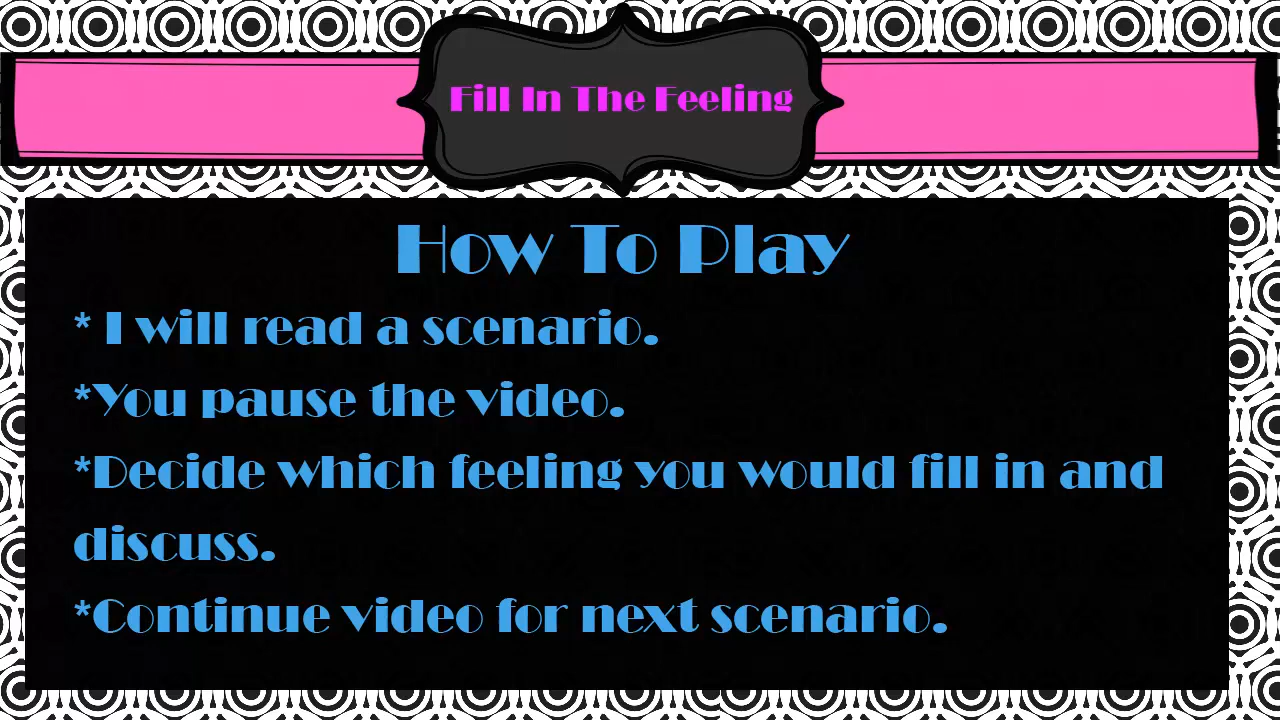 Fill In The Feeling
How To Play
* I will read a scenario.
*You pause the video.
*Decide which feeling you would fill in and
discuss.
*Continue video for next scenario.